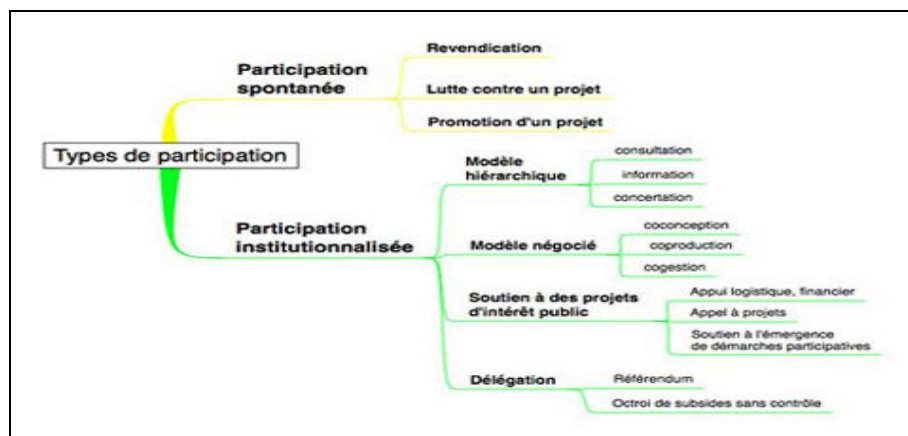 Types de participation
Participation
spontanée
Revendication
Lutte contre un projet
Promotion d'un projet
Participation
institutionnalisée
Modèle
hiérarchique
consultation
information
concertation
Modèle négocié
coconception
coproduction
cogestion
Soutien à des projets
d'intérêt public
Appui logistique, financier
Appel à projets
Soutien à l'émergence
de démarches participatives
Délégation
Référendum
Octroi de subsides sans contrôle